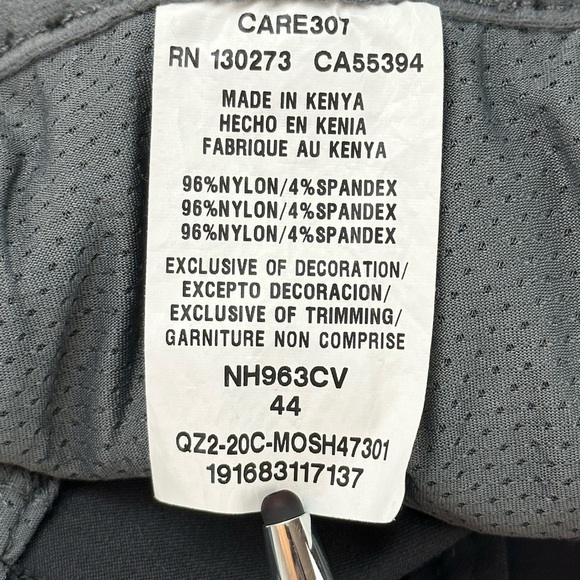 CARE307
RN 130273 CA55394
MADE IN KENYA
HECHO EN KENIA
FABRIQUE AU KENYA
96%NYLON/4%SPANDEX
96%NYLON/4%SPANDEX
96%NYLON/4%SPANDEX
EXCLUSIVE OF DECORATION/
EXCEPTO DECORACION/
EXCLUSIVE OF TRIMMING/
GARNITURE NON COMPRISE
NH963CV
44
QZ2-20C-MOSH47301
191683117137